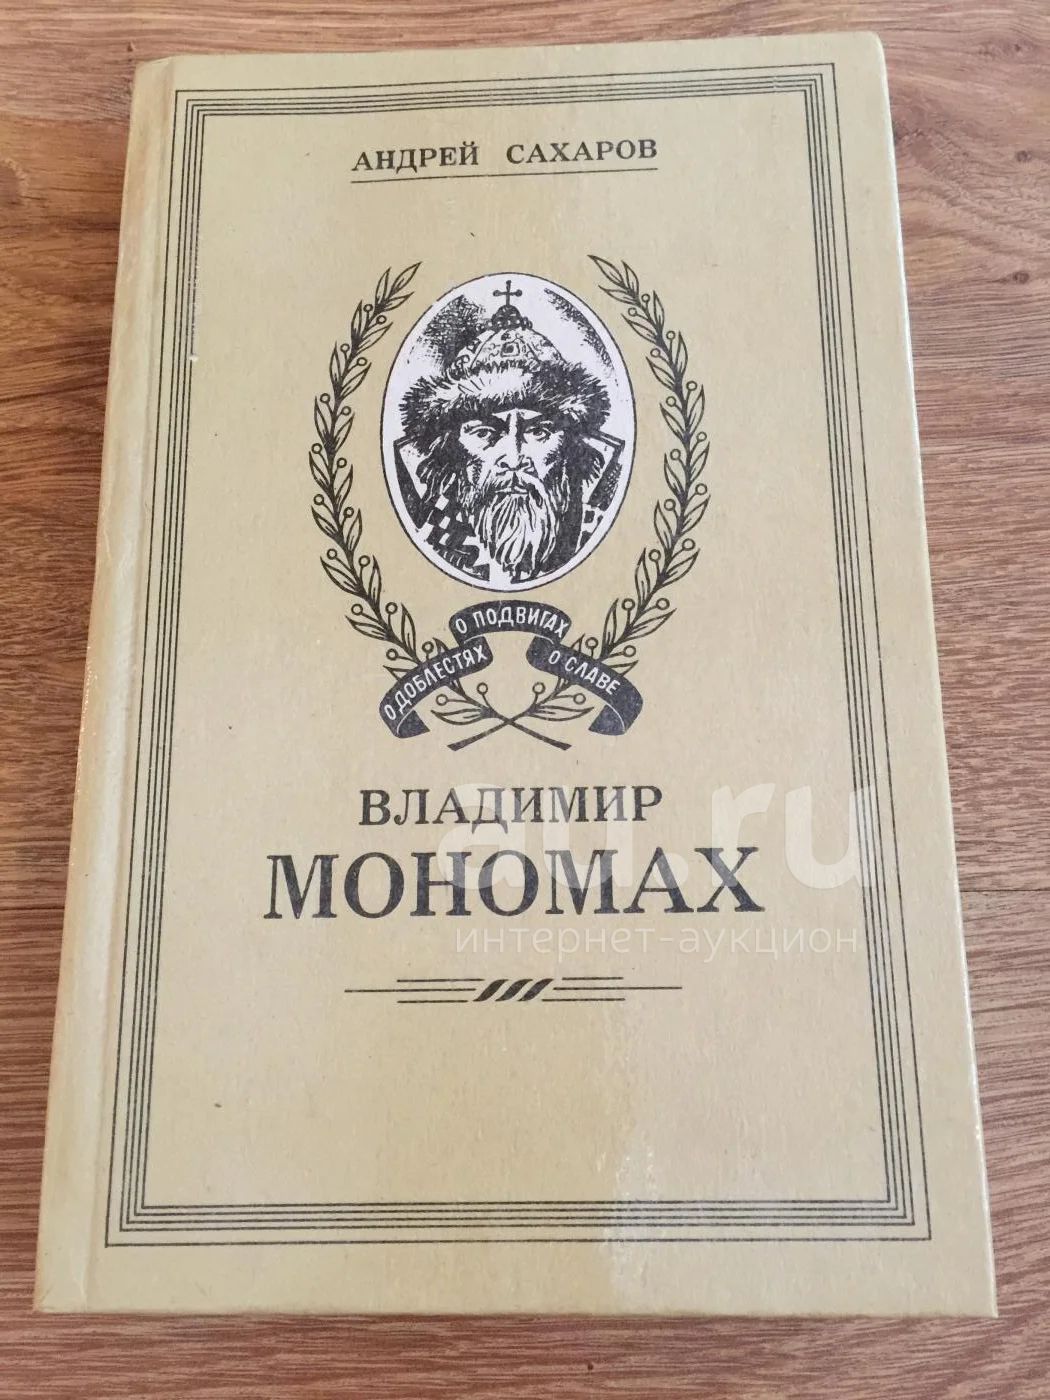 АНДРЕЙ САХАРОВ
О ДОБЛЕСТЯХ
О ПОДВИГАХ
О СЛАВЕ
ВЛАДИМИР
МОНОМАХ
au.ru
интернет-аукцион